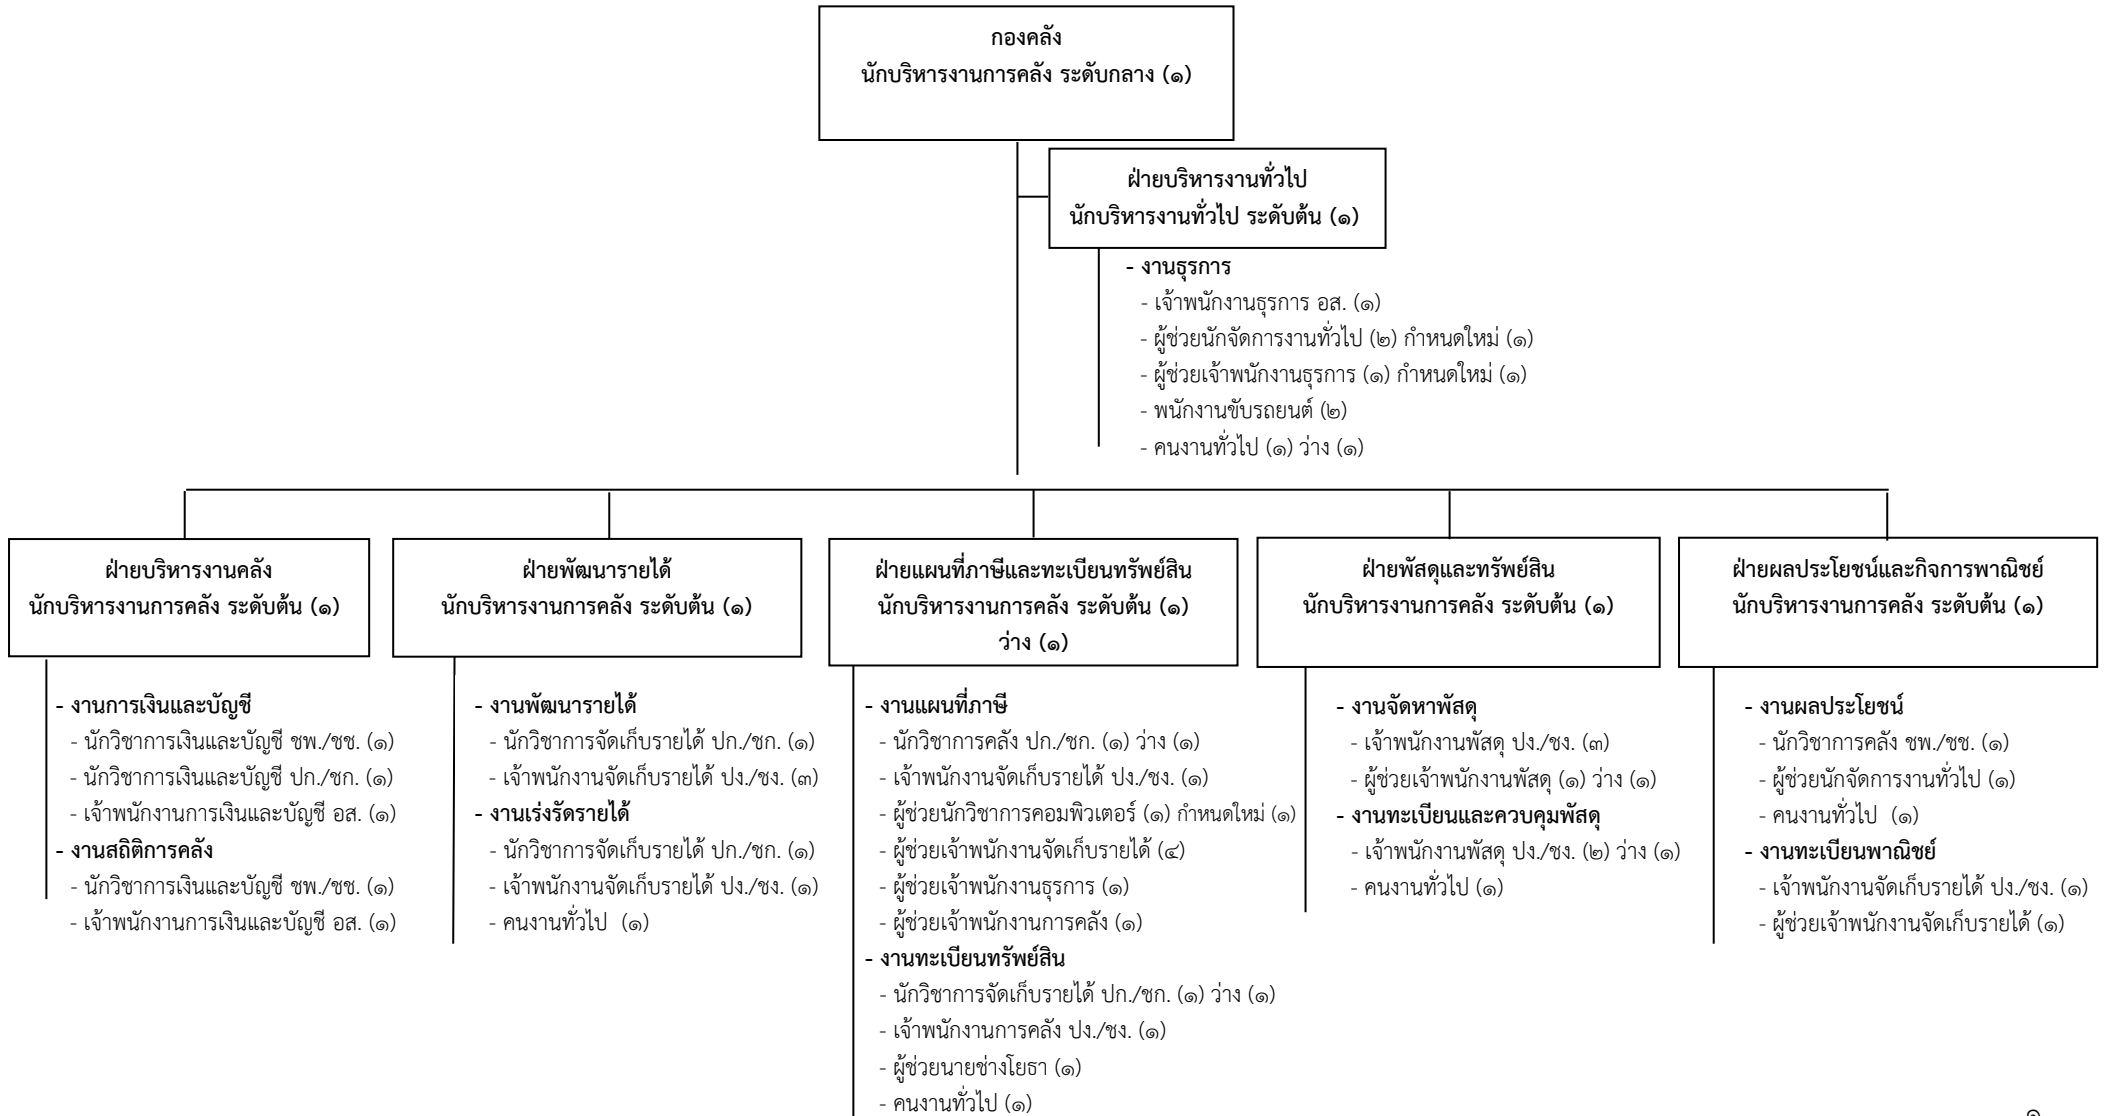 กองคลัง
นักบริหารงานการคลัง ระดับกลาง (๑)
ฝ่ายบริหารงานทั่วไป
นักบริหารงานทั่วไป ระดับต้น (๑)
- งานธุรการ
- เจ้าพนักงานธุรการ อส. (๑)
- ผู้ช่วยนักจัดการงานทั่วไป (๒) กำหนดใหม่ (๑)
- ผู้ช่วยเจ้าพนักงานธุรการ (๑) กำหนดใหม่ (๑)
- พนักงานขับรถยนต์ (๒)
- คนงานทั่วไป (๑) ว่าง (๑)
ฝ่ายบริหารงานคลัง
นักบริหารงานการคลัง ระดับต้น (๑)
- งานการเงินและบัญชี
- นักวิชาการเงินและบัญชี ชพ./ชช. (๑)
- นักวิชาการเงินและบัญชี ปก./ชก. (๑)
- เจ้าพนักงานการเงินและบัญชี อส. (๑)
- งานสถิติการคลัง
- นักวิชาการเงินและบัญชี ชพ./ชช. (๑)
- เจ้าพนักงานการเงินและบัญชี อส. (๑)
ฝ่ายพัฒนารายได้
นักบริหารงานการคลัง ระดับต้น (๑)
- งานพัฒนารายได้
- นักวิชาการจัดเก็บรายได้ ปก./ชก. (๑)
- เจ้าพนักงานจัดเก็บรายได้ ปง./ชง. (๓)
- งานเร่งรัดรายได้
- นักวิชาการจัดเก็บรายได้ ปก./ชก. (๑)
- เจ้าพนักงานจัดเก็บรายได้ ปง./ชง. (๑)
- คนงานทั่วไป (๑)
ฝ่ายแผนที่ภาษีและทะเบียนทรัพย์สิน
นักบริหารงานการคลัง ระดับต้น (๑)
ว่าง (๑)
- งานแผนที่ภาษี
- นักวิชาการคลัง ปก./ชก. (๑) ว่าง (๑)
- เจ้าพนักงานจัดเก็บรายได้ ปง./ชง. (๑)
- ผู้ช่วยนักวิชาการคอมพิวเตอร์ (๑) กำหนดใหม่ (๑)
- ผู้ช่วยเจ้าพนักงานจัดเก็บรายได้ (๔)
- ผู้ช่วยเจ้าพนักงานธุรการ (๑)
- ผู้ช่วยเจ้าพนักงานการคลัง (๑)
- งานทะเบียนทรัพย์สิน
- นักวิชาการจัดเก็บรายได้ ปก./ชก. (๑) ว่าง (๑)
- เจ้าพนักงานการคลัง ปง./ชง. (๑)
- ผู้ช่วยนายช่างโยธา (๑)
- คนงานทั่วไป (๑)
ฝ่ายพัสดุและทรัพย์สิน
นักบริหารงานการคลัง ระดับต้น (๑)
- งานจัดหาพัสดุ
- เจ้าพนักงานพัสดุ ปง./ชง. (๓)
- ผู้ช่วยเจ้าพนักงานพัสดุ (๑) ว่าง (๑)
- งานทะเบียนและควบคุมพัสดุ
- เจ้าพนักงานพัสดุ ปง./ชง. (๒) ว่าง (๑)
- คนงานทั่วไป (๑)
ฝ่ายผลประโยชน์และกิจการพาณิชย์
นักบริหารงานการคลัง ระดับต้น (๑)
- งานผลประโยชน์
- นักวิชาการคลัง ชพ./ชช. (๑)
- ผู้ช่วยนักจัดการงานทั่วไป (๑)
- คนงานทั่วไป (๑)
- งานทะเบียนพาณิชย์
- เจ้าพนักงานจัดเก็บรายได้ ปง./ชง. (๑)
- ผู้ช่วยเจ้าพนักงานจัดเก็บรายได้ (๑)